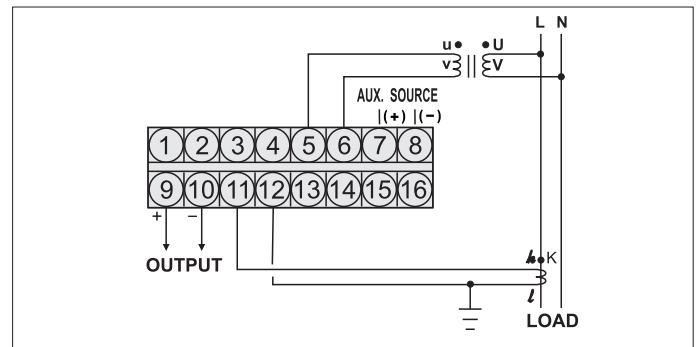 L N
u U
v V
AUX. SOURCE
(+) (-)
1 2 3 4 5 6 7 8
9 10 11 12 13 14 15 16
+ -
OUTPUT
k K
l
LOAD